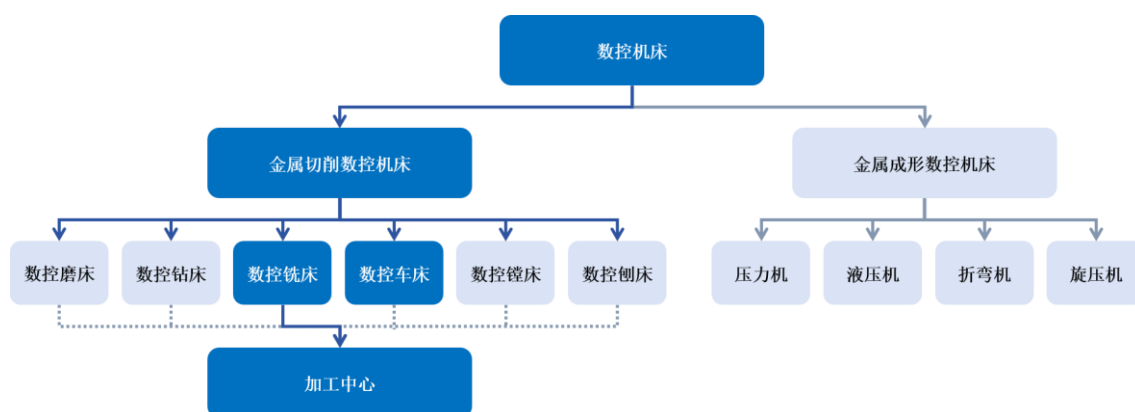 数控机床
金属切削数控机床
金属成形数控机床
数控磨床
数控钻床
数控铣床
数控车床
数控镗床
数控刨床
压力机
液压机
折弯机
旋压机
加工中心